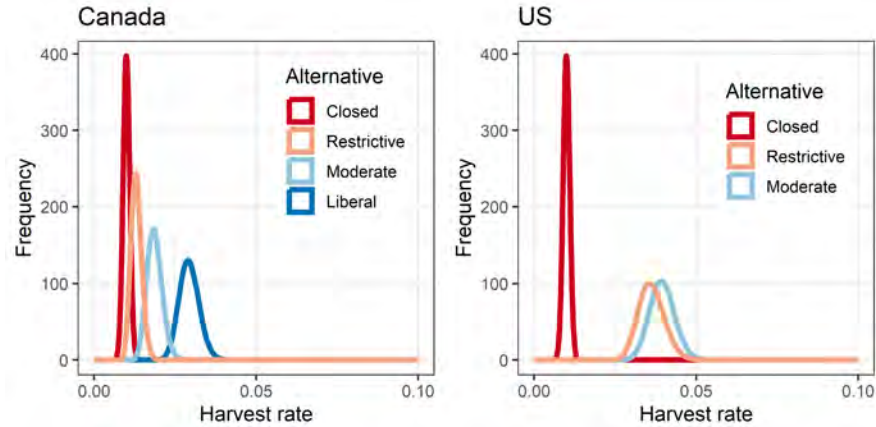 Canada
400
300
200
100
0
Frequency
0.00
0.05
0.10
Harvest rate
Alternative
Closed
Restrictive
Moderate
Liberal
US
400
300
200
100
0
Frequency
0.00
0.05
0.10
Harvest rate
Alternative
Closed
Restrictive
Moderate